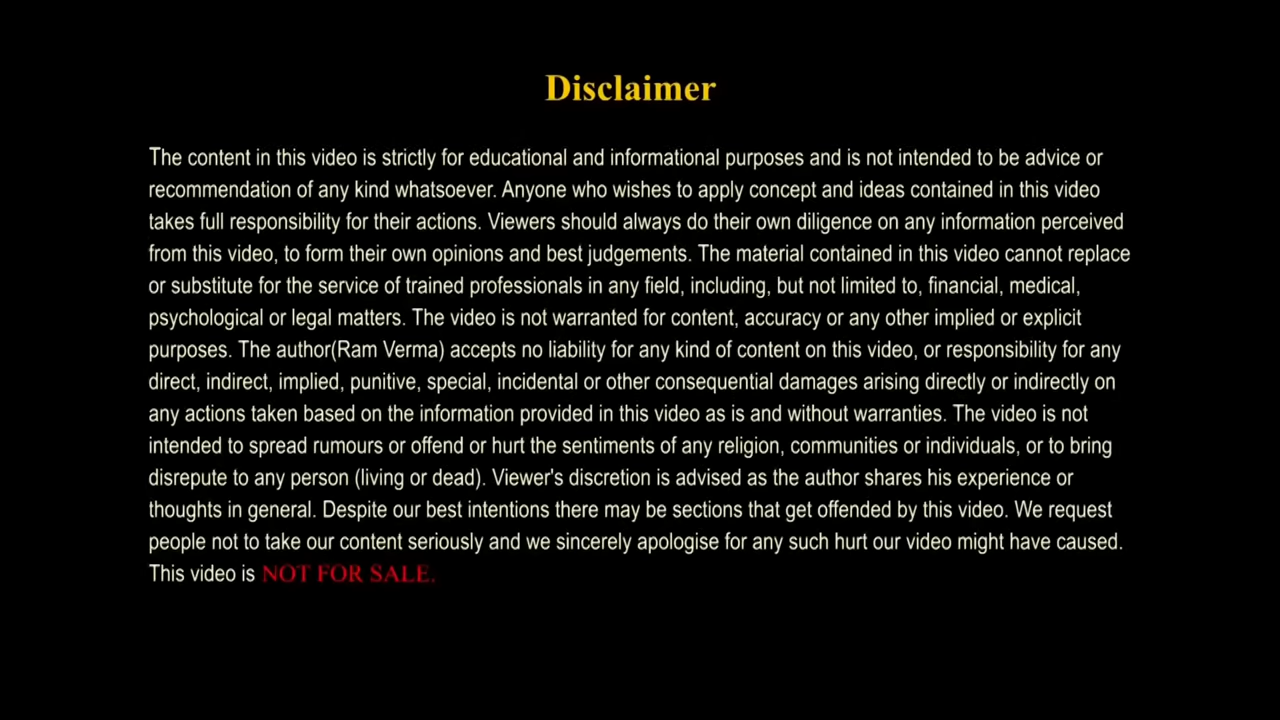 Disclaimer
The content in this video is strictly for educational and informational purposes and is not intended to be advice or
recommendation of any kind whatsoever. Anyone who wishes to apply concept and ideas contained in this video
takes full responsibility for their actions. Viewers should always do their own diligence on any information perceived
from this video, to form their own opinions and best judgements. The material contained in this video cannot replace
or substitute for the service of trained professionals in any field, including, but not limited to, financial, medical,
psychological or legal matters. The video is not warranted for content, accuracy or any other implied or explicit
purposes. The author(Ram Verma) accepts no liability for any kind of content on this video, or responsibility for any
direct, indirect, implied, punitive, special, incidental or other consequential damages arising directly or indirectly on
any actions taken based on the information provided in this video as is and without warranties. The video is not
intended to spread rumours or offend or hurt the sentiments of any religion, communities or individuals, or to bring
disrepute to any person (living or dead). Viewer's discretion is advised as the author shares his experience or
thoughts in general. Despite our best intentions there may be sections that get offended by this video. We request
people not to take our content seriously and we sincerely apologise for any such hurt our video might have caused.
This video is NOT FOR SALE.